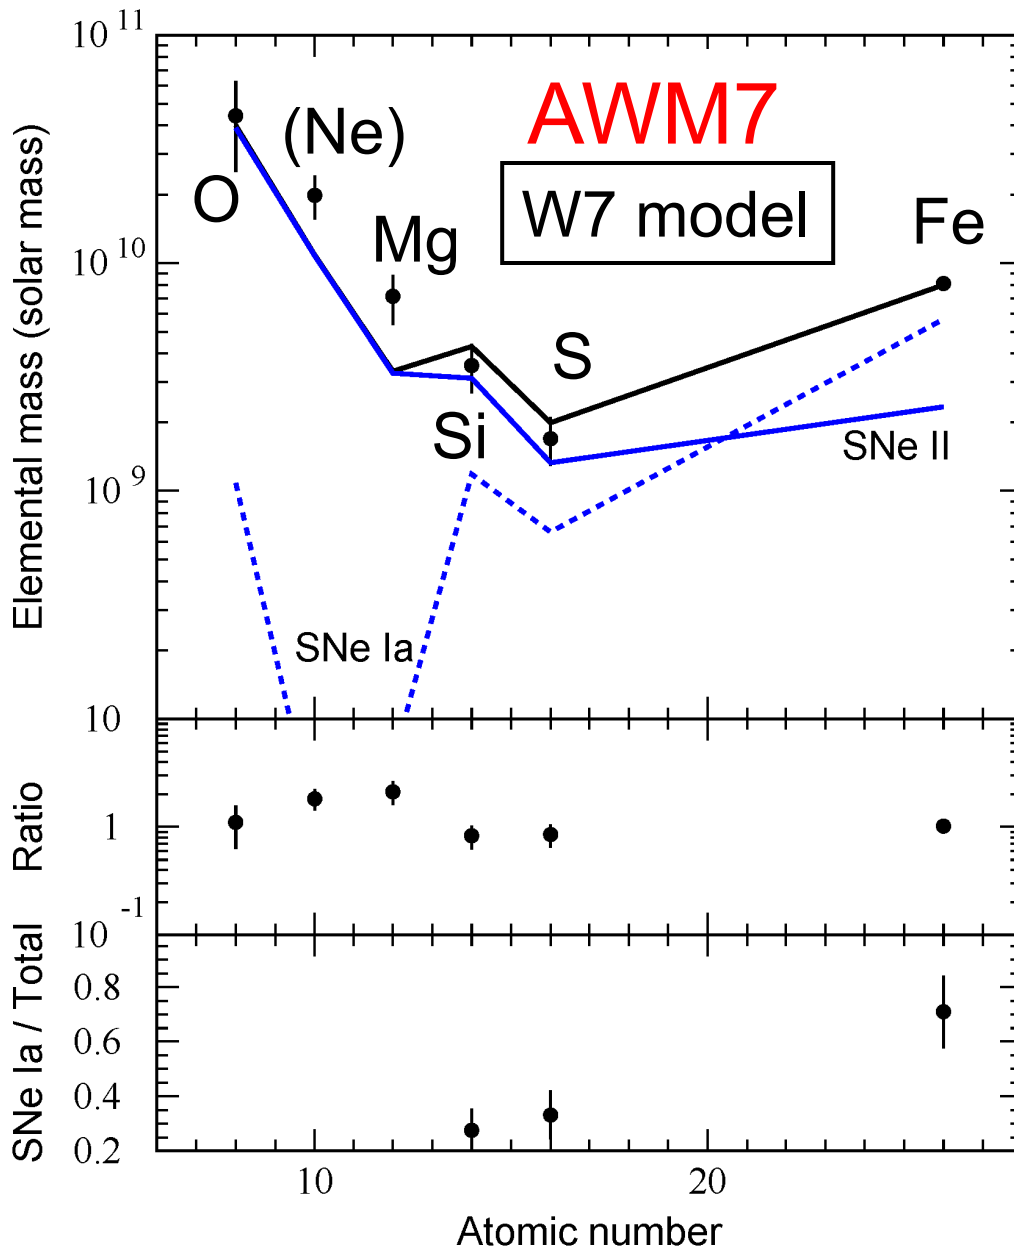 10 11
AWM7
(Ne)
O
W7 model
Mg
Fe
10 10
S
Si
SNe II
10 9
SNe Ia
Elemental mass (solar mass)
10
1
-1
Ratio
10
0.8
0.6
0.4
0.2
SNe Ia / Total
10
20
Atomic number